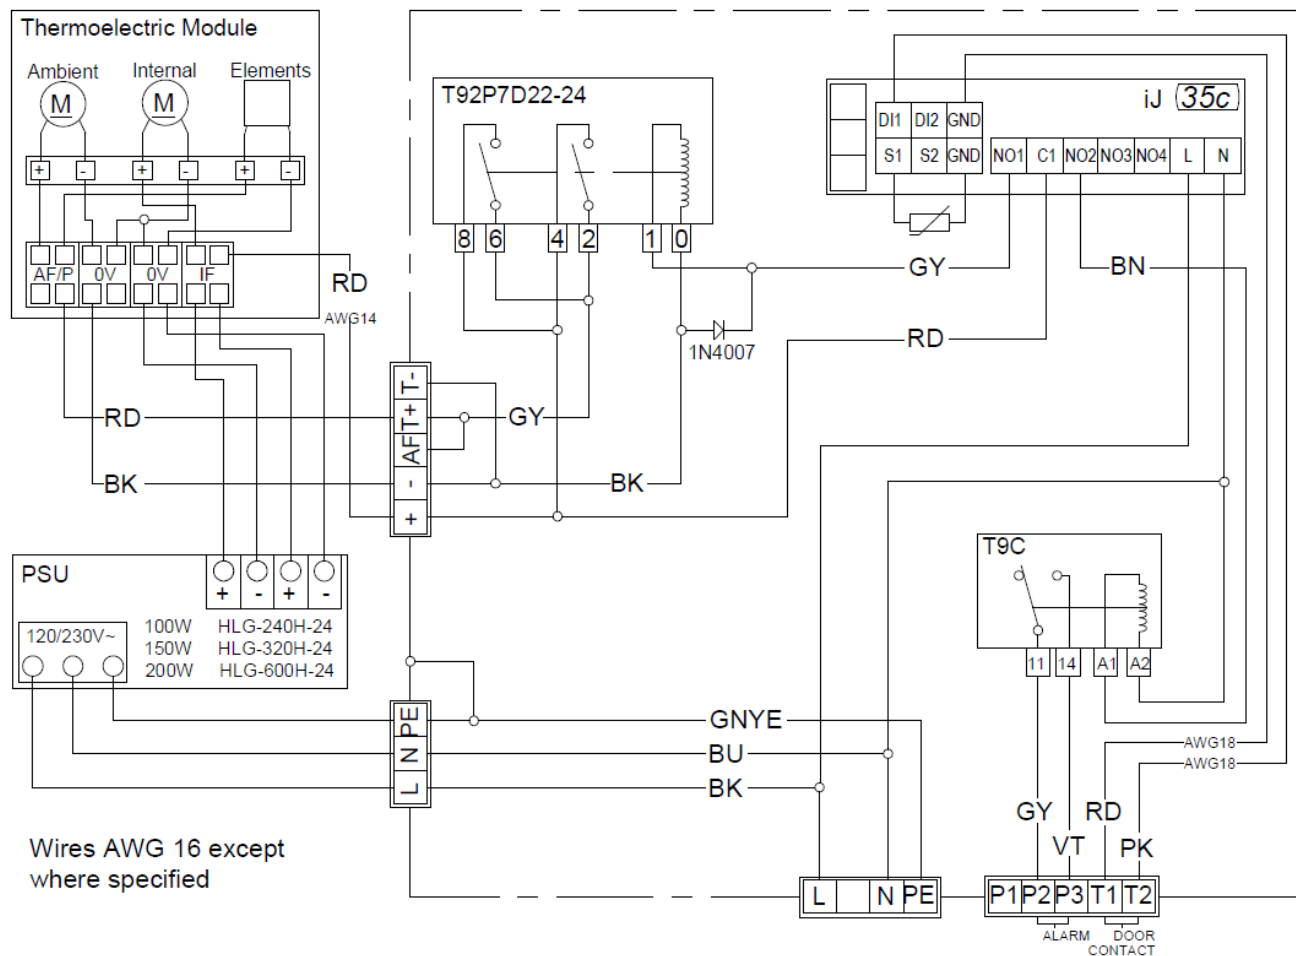 Thermoelectric Module
Ambient Internal Elements
M M
+ - + - + -
AF/P 0V 0V IF
RD
AWG14
T92P7D22-24
8 6 4 2 1 0
iJ 35c
DI1 DI2 GND
S1 S2 GND NO1 C1 NO2 NO3 NO4 L N
GY BN
1N4007
RD
T-
T+
AF
-
+
RD GY
BK BK
PSU
+ - + -
120/230V~
100W HLG-240H-24
150W HLG-320H-24
200W HLG-600H-24
T9C
11 14 A1 A2
PE
N
L
GNYE
BU
BK
AWG18
AWG18
GY RD
VT PK
Wires AWG 16 except
where specified
L N PE
P1 P2 P3 T1 T2
ALARM DOOR
CONTACT